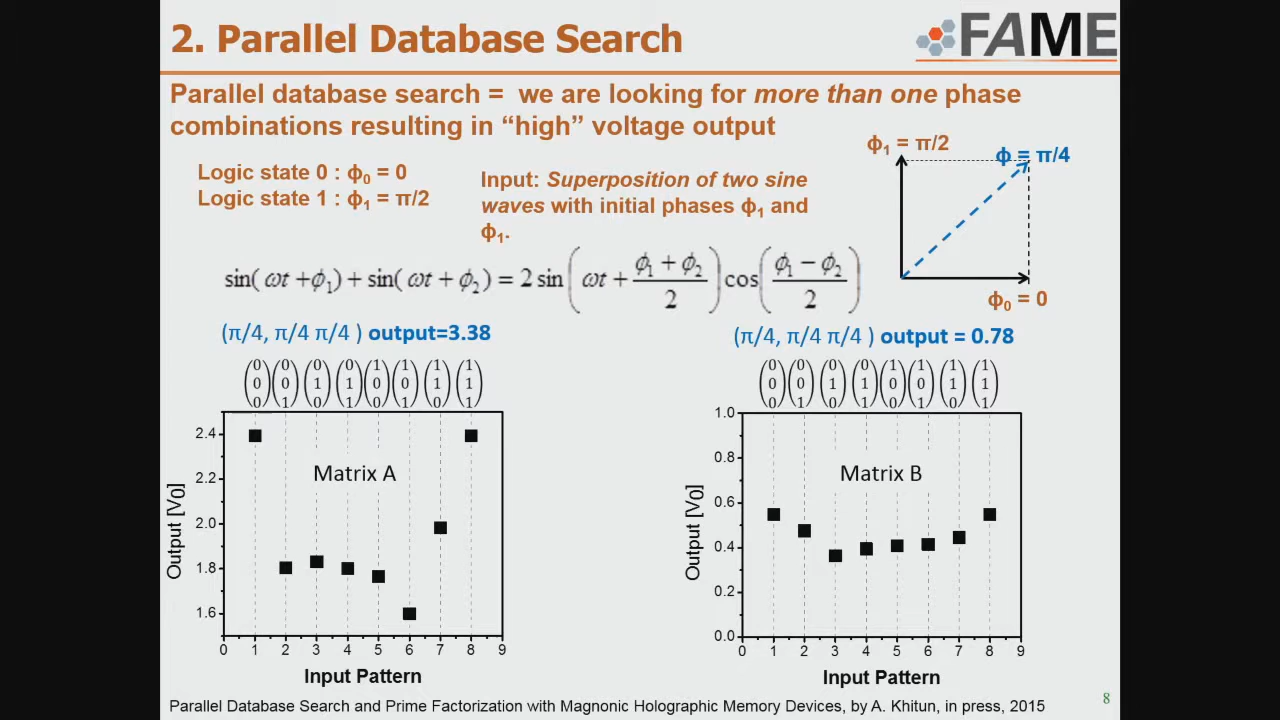 2. Parallel Database Search
FAME
Parallel database search = we are looking for more than one phase
combinations resulting in “high” voltage output
Logic state 0 : ϕ0 = 0
Logic state 1 : ϕ1 = π/2
Input: Superposition of two sine
waves with initial phases ϕ1 and
ϕ1.
ϕ1 = π/2
ϕ = π/4
ϕ0 = 0
sin(ωt +ϕ1) + sin(ωt + ϕ2) = 2 sin(ωt + (ϕ1 + ϕ2)/2) cos((ϕ1 − ϕ2)/2)
(π/4, π/4 π/4 ) output=3.38
0 0 0 0 1 1 1 1
0 0 1 1 0 0 1 1
0 1 0 1 0 1 0 1
2.4
2.2
2.0
1.8
1.6
Output [V0]
Matrix A
0 1 2 3 4 5 6 7 8 9
Input Pattern
(π/4, π/4 π/4 ) output = 0.78
0 0 0 0 1 1 1 1
0 0 1 1 0 0 1 1
0 1 0 1 0 1 0 1
1.0
0.8
0.6
0.4
0.2
0.0
Output [V0]
Matrix B
0 1 2 3 4 5 6 7 8 9
Input Pattern
Parallel Database Search and Prime Factorization with Magnonic Holographic Memory Devices, by A. Khitun, in press, 2015
8